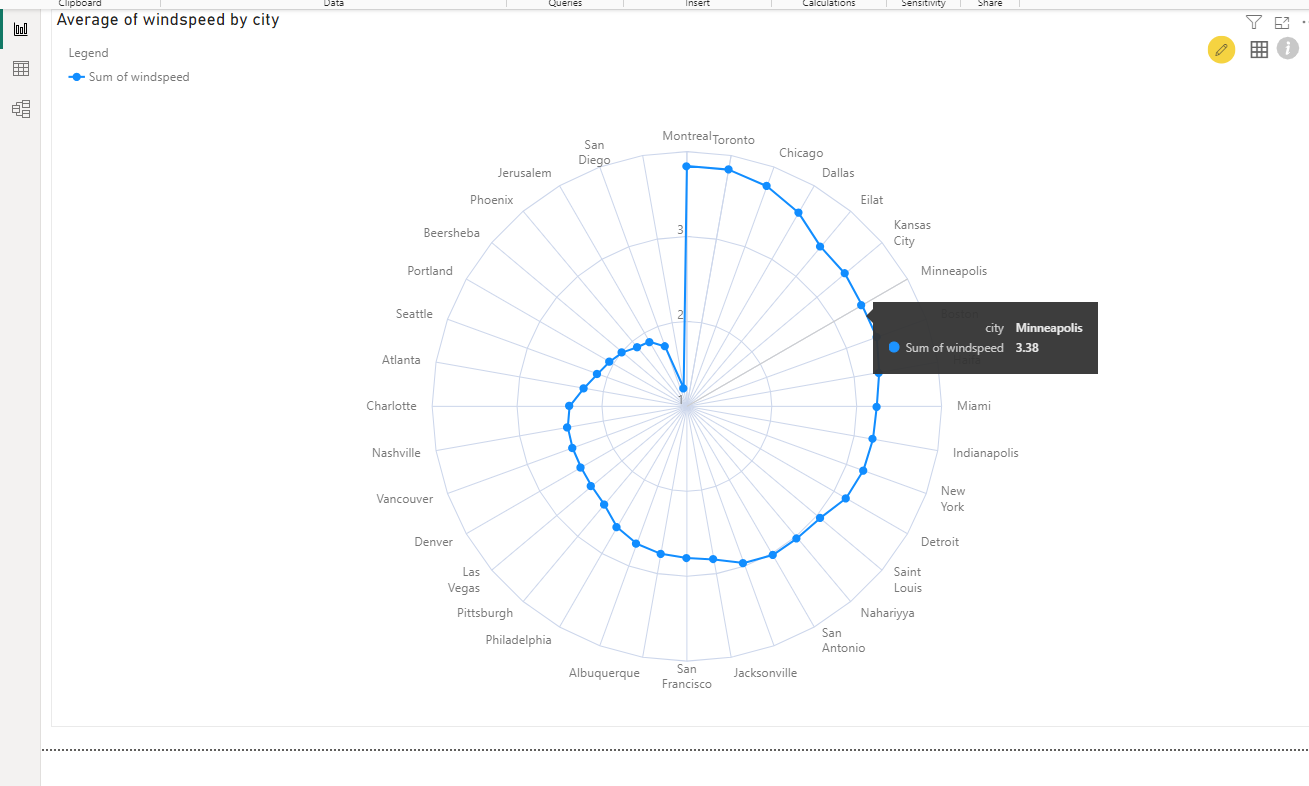 Clipboard
Data
Queries
Insert
Calculations
Sensitivity
Share
Average of windspeed by city
Legend
Sum of windspeed
Montreal
Toronto
Chicago
Dallas
Eilat
Kansas
City
Minneapolis
city Minneapolis
Sum of windspeed 3.38
Miami
Indianapolis
New
York
Detroit
Saint
Louis
Nahariyya
San
Antonio
Jacksonville
San
Francisco
Albuquerque
Philadelphia
Pittsburgh
Las
Vegas
Denver
Vancouver
Nashville
Charlotte
Atlanta
Seattle
Portland
Beersheba
Phoenix
Jerusalem
San
Diego
3
2
1